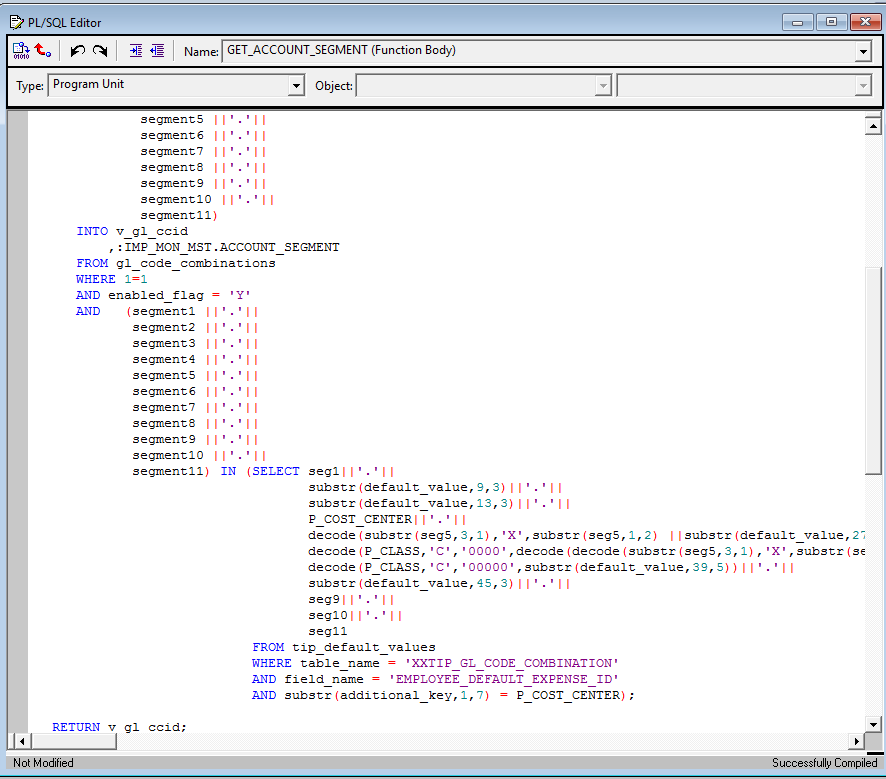 PL/SQL Editor
Name: GET_ACCOUNT_SEGMENT (Function Body)
Type: Program Unit Object:
segment5 ||'.'||
segment6 ||'.'||
segment7 ||'.'||
segment8 ||'.'||
segment9 ||'.'||
segment10 ||'.'||
segment11)
INTO v_gl_ccid
,:IMP_MON_MST.ACCOUNT_SEGMENT
FROM gl_code_combinations
WHERE 1=1
AND enabled_flag = 'Y'
AND (segment1 ||'.'||
segment2 ||'.'||
segment3 ||'.'||
segment4 ||'.'||
segment5 ||'.'||
segment6 ||'.'||
segment7 ||'.'||
segment8 ||'.'||
segment9 ||'.'||
segment10 ||'.'||
segment11) IN (SELECT seg1||'.'||
substr(default_value,9,3)||'.'||
substr(default_value,13,3)||'.'||
P_COST_CENTER||'.'||
decode(substr(seg5,3,1),'X',substr(seg5,1,2) ||substr(default_value,27
decode(P_CLASS,'C','0000',decode(decode(substr(seg5,3,1),'X',substr(se
decode(P_CLASS,'C','00000',substr(default_value,39,5))||'.'||
substr(default_value,45,3)||'.'||
seg9||'.'||
seg10||'.'||
seg11
FROM tip_default_values
WHERE table_name = 'XXTIP_GL_CODE_COMBINATION'
AND field_name = 'EMPLOYEE_DEFAULT_EXPENSE_ID'
AND substr(additional_key,1,7) = P_COST_CENTER);
RETURN v_gl_ccid;
Not Modified Successfully Compiled